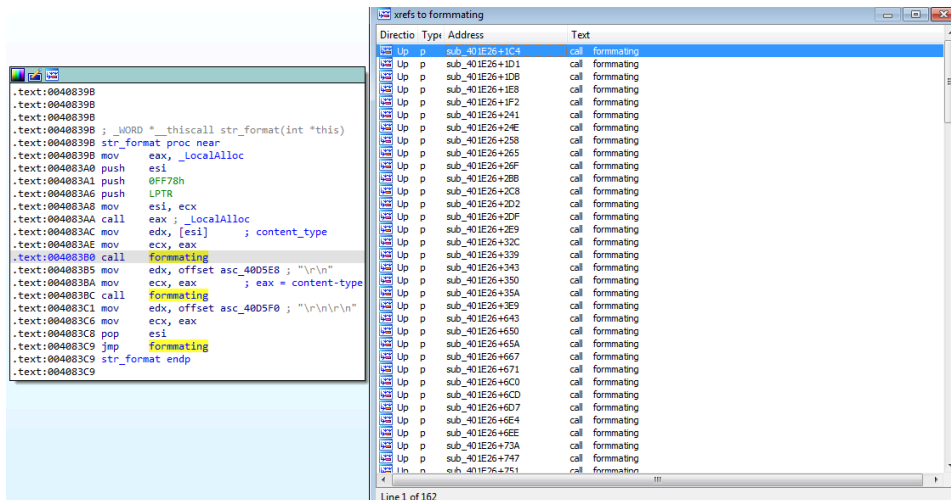 .text:0040839B
.text:0040839B
.text:0040839B
.text:0040839B ; _WORD *__thiscall str_format(int *this)
.text:0040839B str_format proc near
.text:0040839B mov eax, _LocalAlloc
.text:004083A0 push esi
.text:004083A1 push 0FF78h
.text:004083A6 push LPTR
.text:004083A8 mov esi, ecx
.text:004083AA call eax ; _LocalAlloc
.text:004083AC mov edx, [esi] ; content_type
.text:004083AE mov ecx, eax
.text:004083B0 call formmating
.text:004083B5 mov edx, offset asc_40D5E8 ; "\r\n"
.text:004083BA mov ecx, eax ; eax = content-type
.text:004083BC call formmating
.text:004083C1 mov edx, offset asc_40D5F0 ; "\r\n\r\n"
.text:004083C6 mov ecx, eax
.text:004083C8 pop esi
.text:004083C9 jmp formmating
.text:004083C9 str_format endp
.text:004083C9
xrefs to formmating
Directio Type Address Text
Up p sub_401E26+1C4 call formmating
Up p sub_401E26+1D1 call formmating
Up p sub_401E26+1DB call formmating
Up p sub_401E26+1E8 call formmating
Up p sub_401E26+1F2 call formmating
Up p sub_401E26+241 call formmating
Up p sub_401E26+24E call formmating
Up p sub_401E26+258 call formmating
Up p sub_401E26+265 call formmating
Up p sub_401E26+26F call formmating
Up p sub_401E26+2BB call formmating
Up p sub_401E26+2C8 call formmating
Up p sub_401E26+2D2 call formmating
Up p sub_401E26+2DF call formmating
Up p sub_401E26+2E9 call formmating
Up p sub_401E26+32C call formmating
Up p sub_401E26+339 call formmating
Up p sub_401E26+343 call formmating
Up p sub_401E26+350 call formmating
Up p sub_401E26+35A call formmating
Up p sub_401E26+3E9 call formmating
Up p sub_401E26+643 call formmating
Up p sub_401E26+650 call formmating
Up p sub_401E26+65A call formmating
Up p sub_401E26+667 call formmating
Up p sub_401E26+671 call formmating
Up p sub_401E26+6C0 call formmating
Up p sub_401E26+6CD call formmating
Up p sub_401E26+6D7 call formmating
Up p sub_401E26+6E4 call formmating
Up p sub_401E26+6EE call formmating
Up p sub_401E26+73A call formmating
Up p sub_401E26+747 call formmating
Up p sub_401E26+751 call formmating
Line 1 of 162